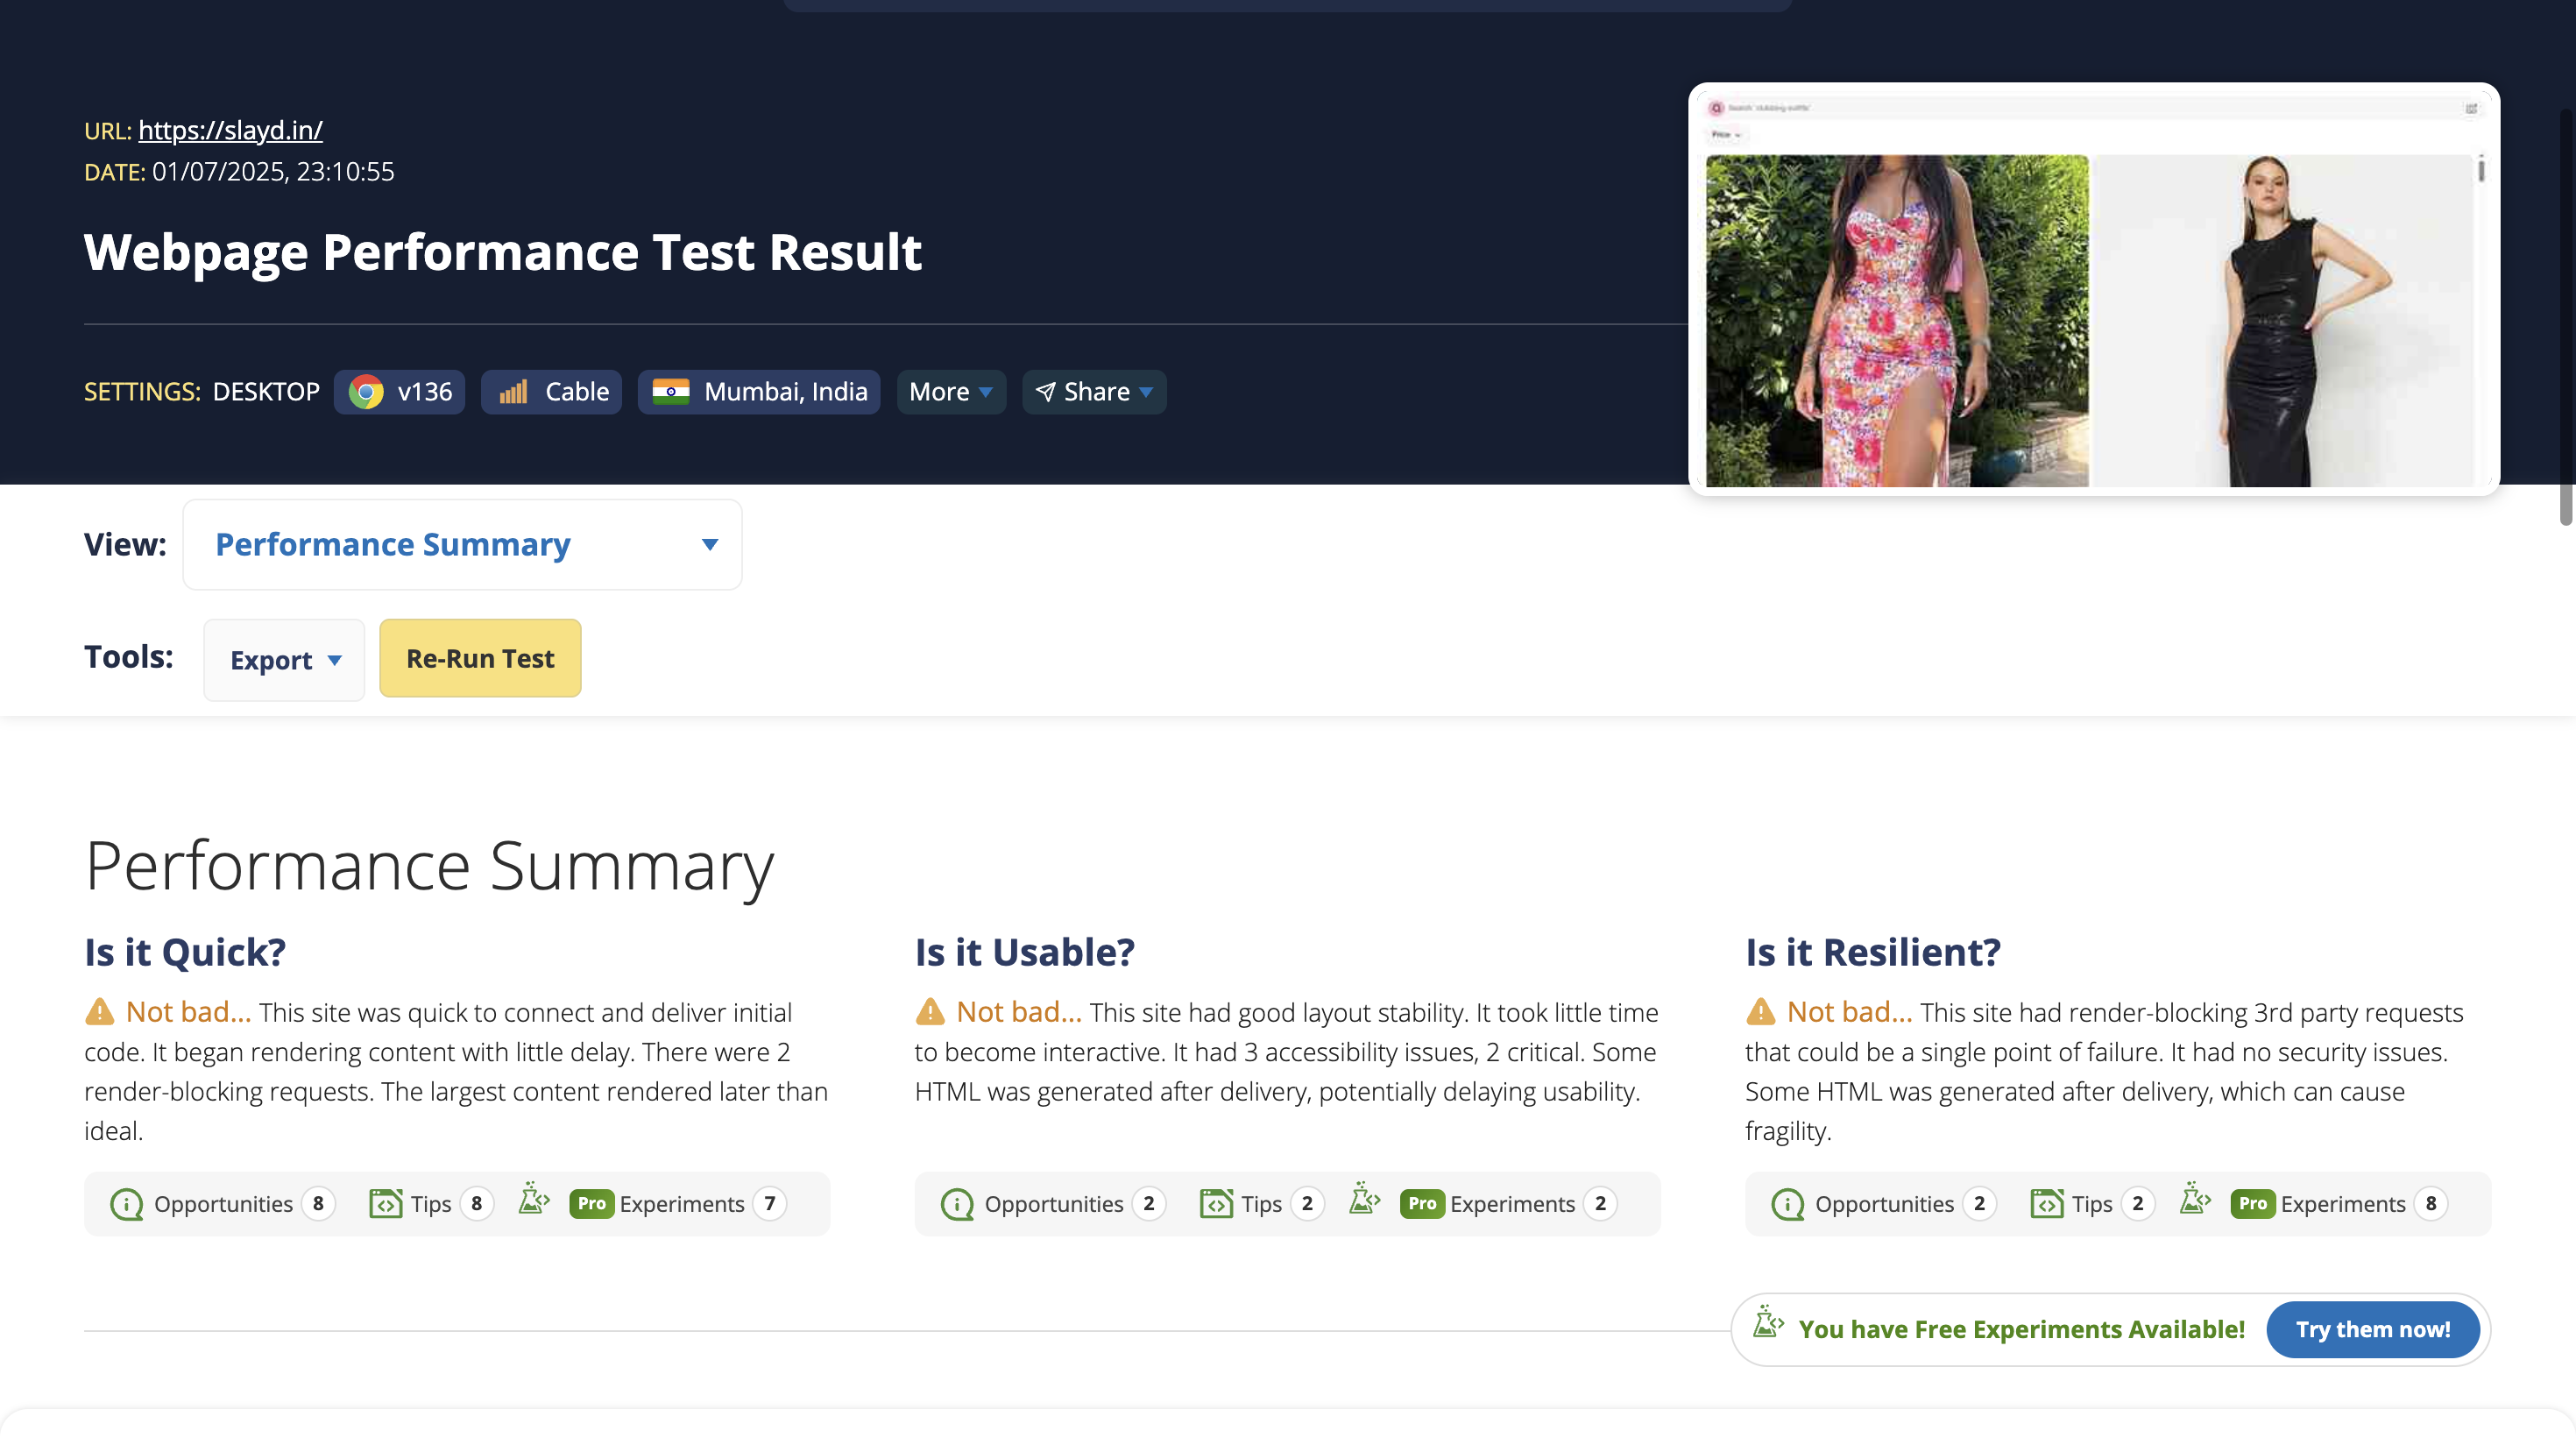 URL: https://slayd.in/
DATE: 01/07/2025, 23:10:55
Webpage Performance Test Result
SETTINGS: DESKTOP v136 Cable Mumbai, India More Share
Search 'clubbing outfits'
Price
View: Performance Summary
Tools: Export Re-Run Test
Performance Summary
Is it Quick?
Not bad... This site was quick to connect and deliver initial
code. It began rendering content with little delay. There were 2
render-blocking requests. The largest content rendered later than
ideal.
Opportunities 8 Tips 8 Pro Experiments 7
Is it Usable?
Not bad... This site had good layout stability. It took little time
to become interactive. It had 3 accessibility issues, 2 critical. Some
HTML was generated after delivery, potentially delaying usability.
Opportunities 2 Tips 2 Pro Experiments 2
Is it Resilient?
Not bad... This site had render-blocking 3rd party requests
that could be a single point of failure. It had no security issues.
Some HTML was generated after delivery, which can cause
fragility.
Opportunities 2 Tips 2 Pro Experiments 8
You have Free Experiments Available! Try them now!